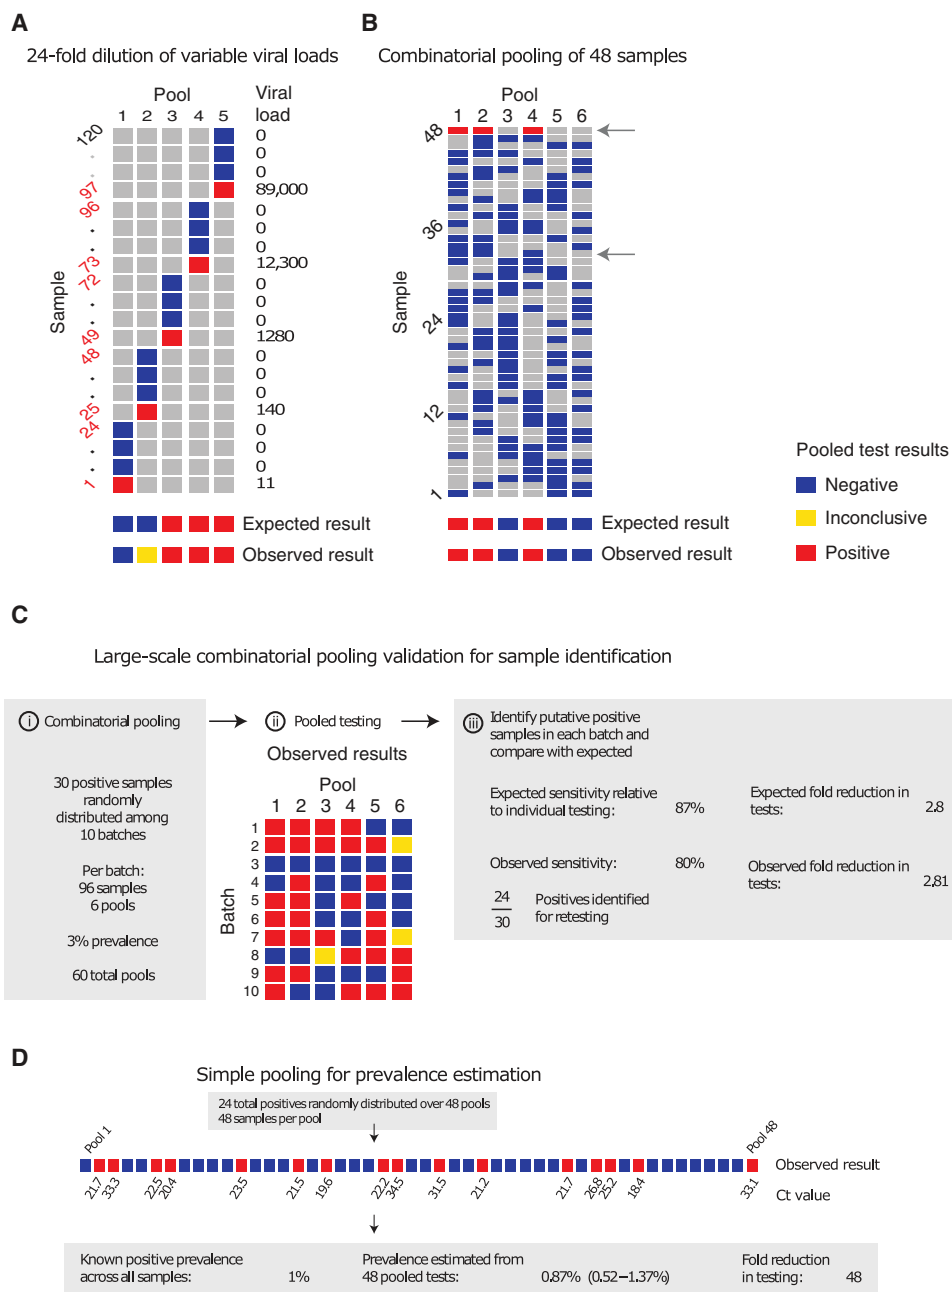 A
24-fold dilution of variable viral loads
Pool
Viral load
1 2 3 4 5
Sample
120 0
. 0
. 0
97 89,000
96 0
. 0
. 0
73 12,300
72 0
. 0
. 0
49 1280
48 0
. 0
. 0
25 140
24 0
. 0
. 0
1 11
Expected result
Observed result
B
Combinatorial pooling of 48 samples
Pool
1 2 3 4 5 6
48
36
24
12
1
Expected result
Observed result
Pooled test results
Negative
Inconclusive
Positive
C
Large-scale combinatorial pooling validation for sample identification
i Combinatorial pooling
30 positive samples
randomly
distributed among
10 batches
Per batch:
96 samples
6 pools
3% prevalence
60 total pools
ii Pooled testing
Observed results
Pool
1 2 3 4 5 6
Batch
1
2
3
4
5
6
7
8
9
10
iii Identify putative positive
samples in each batch and
compare with expected
Expected sensitivity relative
to individual testing: 87%
Observed sensitivity: 80%
24
30
Positives identified
for retesting
Expected fold reduction in
tests: 2.8
Observed fold reduction in
tests: 2,81
D
Simple pooling for prevalence estimation
24 total positives randomly distributed over 48 pools
48 samples per pool
Pool 1
Pool 48
Observed result
21.7 33.3 22.5 20.4 23.5 21.5 19.6 22.2 34.5 31.5 21.2 21.7 26.8 25.2 18.4 33.1
Ct value
Known positive prevalence
across all samples: 1%
Prevalence estimated from
48 pooled tests: 0.87% (0.52–1.37%)
Fold reduction
in testing: 48